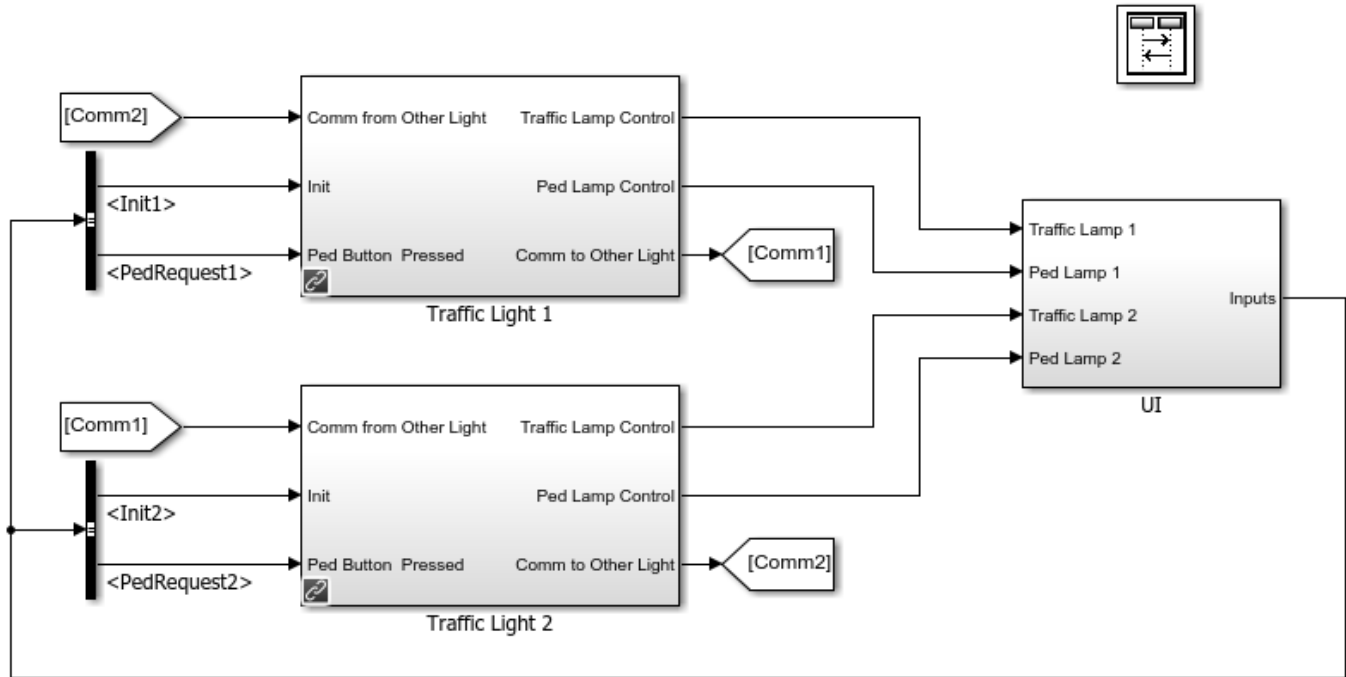 [Comm2]
<Init1>
<PedRequest1>
Comm from Other Light
Traffic Lamp Control
Init
Ped Lamp Control
Ped Button  Pressed
Comm to Other Light
Traffic Light 1
[Comm1]
Traffic Lamp 1
Ped Lamp 1
Traffic Lamp 2
Ped Lamp 2
Inputs
UI
[Comm1]
<Init2>
<PedRequest2>
Comm from Other Light
Traffic Lamp Control
Init
Ped Lamp Control
Ped Button  Pressed
Comm to Other Light
Traffic Light 2
[Comm2]